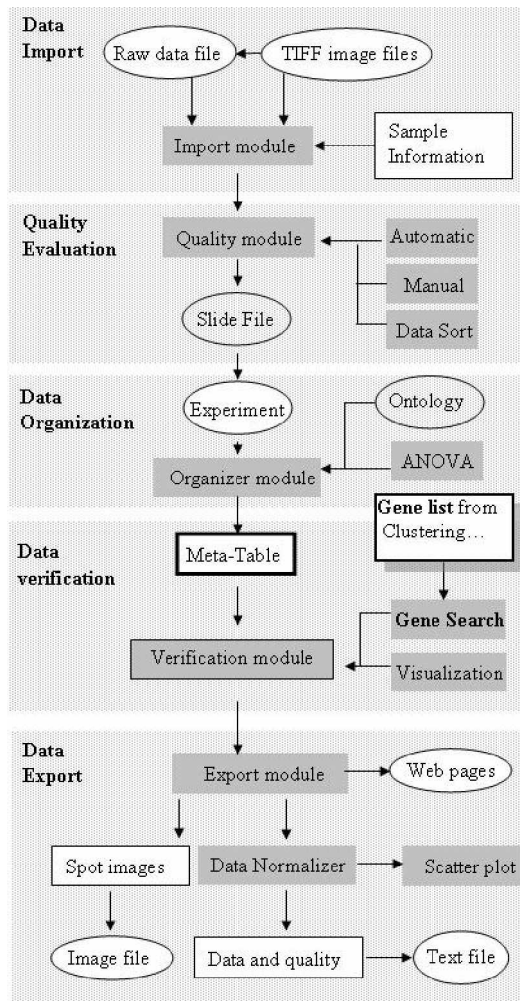 Data
Import
Raw data file
TIFF image files
Import module
Sample
Information
Quality
Evaluation
Quality module
Automatic
Manual
Data Sort
Slide File
Data
Organization
Experiment
Ontology
Organizer module
ANOVA
Gene list from
Clustering…
Data
verification
Meta-Table
Gene Search
Verification module
Visualization
Data
Export
Export module
Web pages
Spot images
Data Normalizer
Scatter plot
Image file
Data and quality
Text file